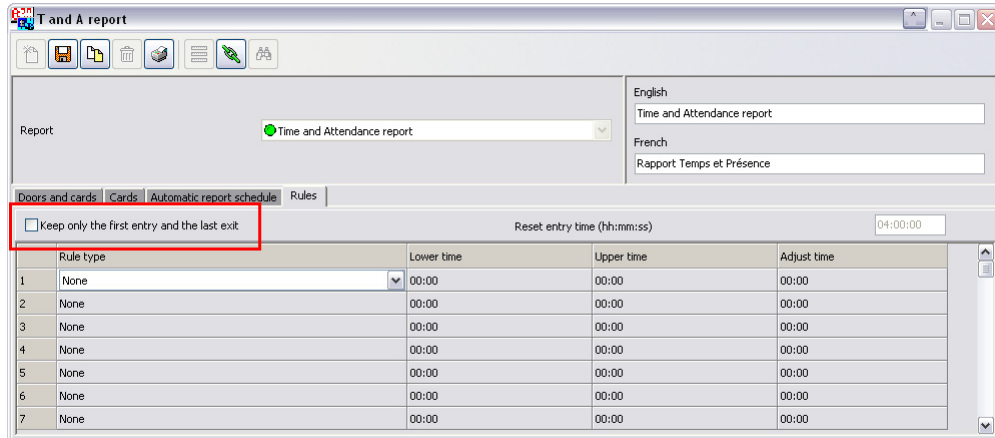 T and A report
English
Time and Attendance report
Report
Time and Attendance report
French
Rapport Temps et Présence
Doors and cards Cards Automatic report schedule Rules
Keep only the first entry and the last exit Reset entry time (hh:mm:ss) 04:00:00
Rule type Lower time Upper time Adjust time
1 None 00:00 00:00 00:00
2 None 00:00 00:00 00:00
3 None 00:00 00:00 00:00
4 None 00:00 00:00 00:00
5 None 00:00 00:00 00:00
6 None 00:00 00:00 00:00
7 None 00:00 00:00 00:00